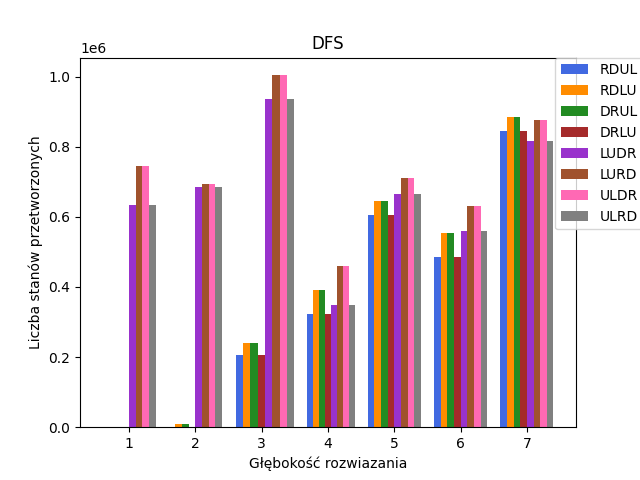 DFS
1e6
1.0
0.8
0.6
0.4
0.2
0.0
Liczba stanów przetworzonych
1 2 3 4 5 6 7
Głębokość rozwiazania
RDUL
RDLU
DRUL
DRLU
LUDR
LURD
ULDR
ULRD